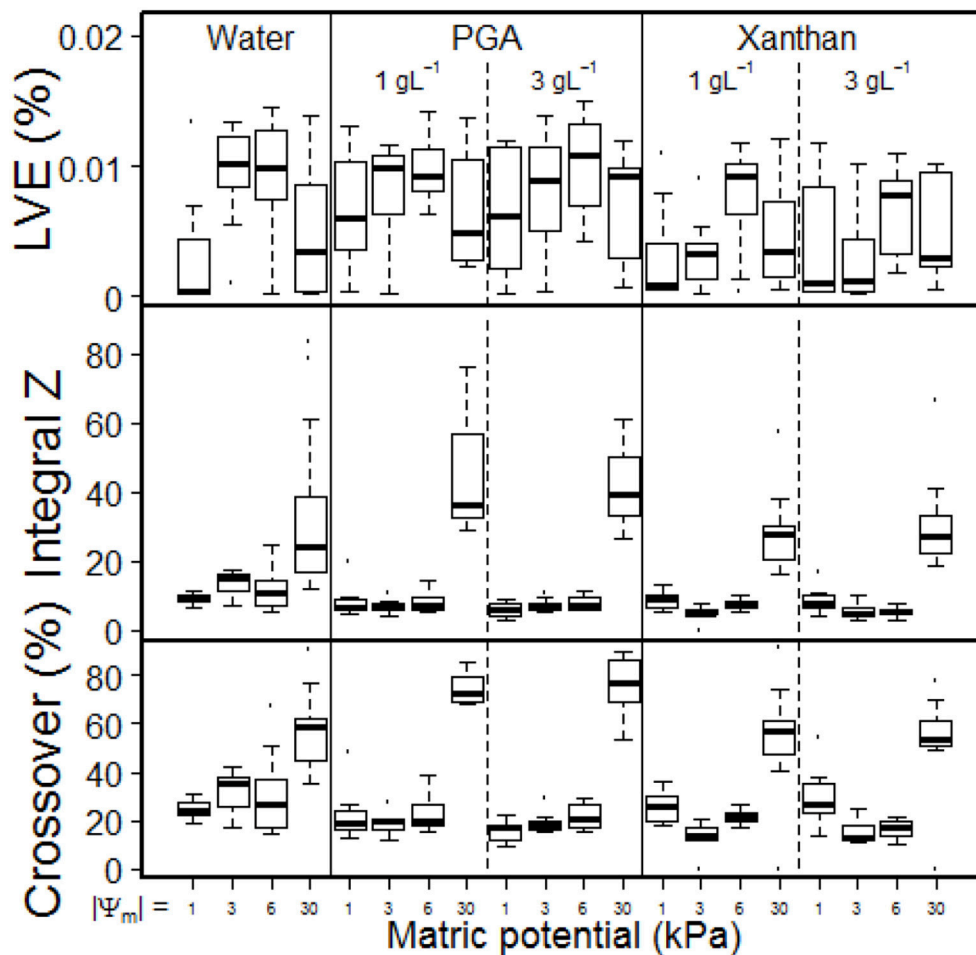 Water PGA Xanthan
1 gL⁻¹ 3 gL⁻¹ 1 gL⁻¹ 3 gL⁻¹
LVE (%)
0.02
0.01
0
Integral Z
80
60
40
20
0
Crossover (%)
80
60
40
20
0
|Ψm| = 1 3 6 30 1 3 6 30 1 3 6 30 1 3 6 30 1 3 6 30
Matric potential (kPa)